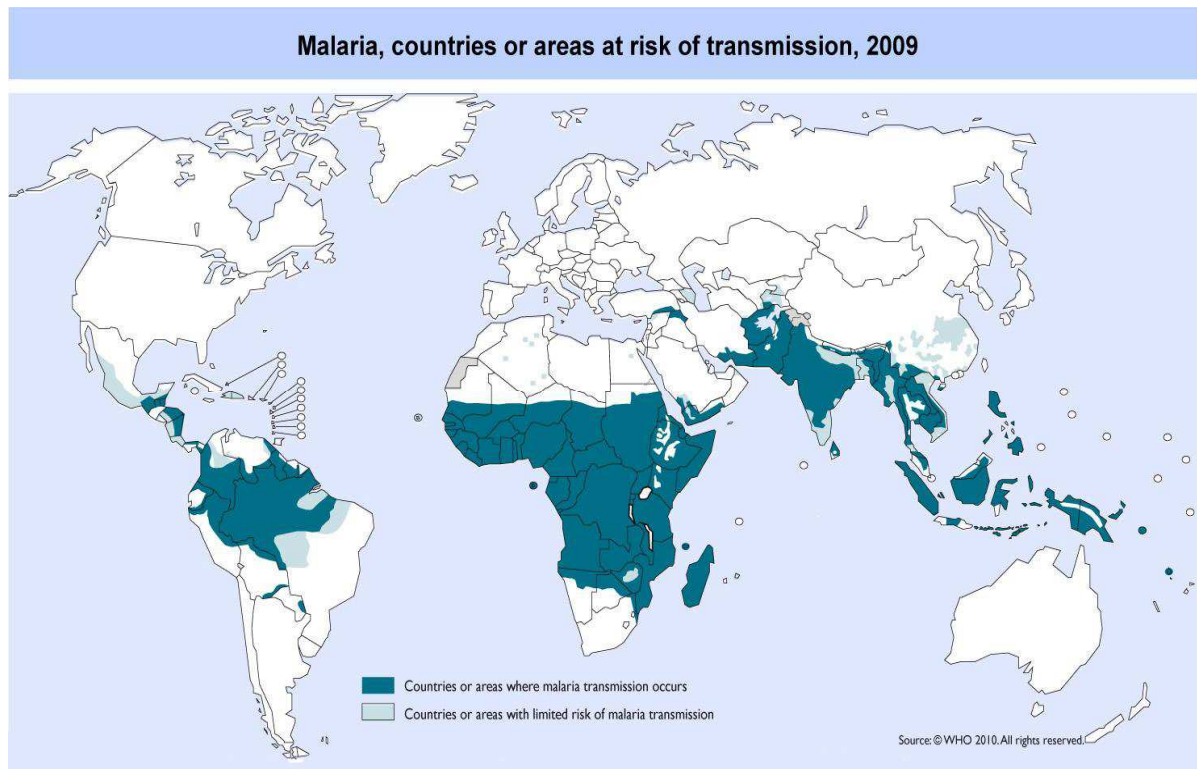 Malaria, countries or areas at risk of transmission, 2009
Countries or areas where malaria transmission occurs
Countries or areas with limited risk of malaria transmission
Source: © WHO 2010. All rights reserved.